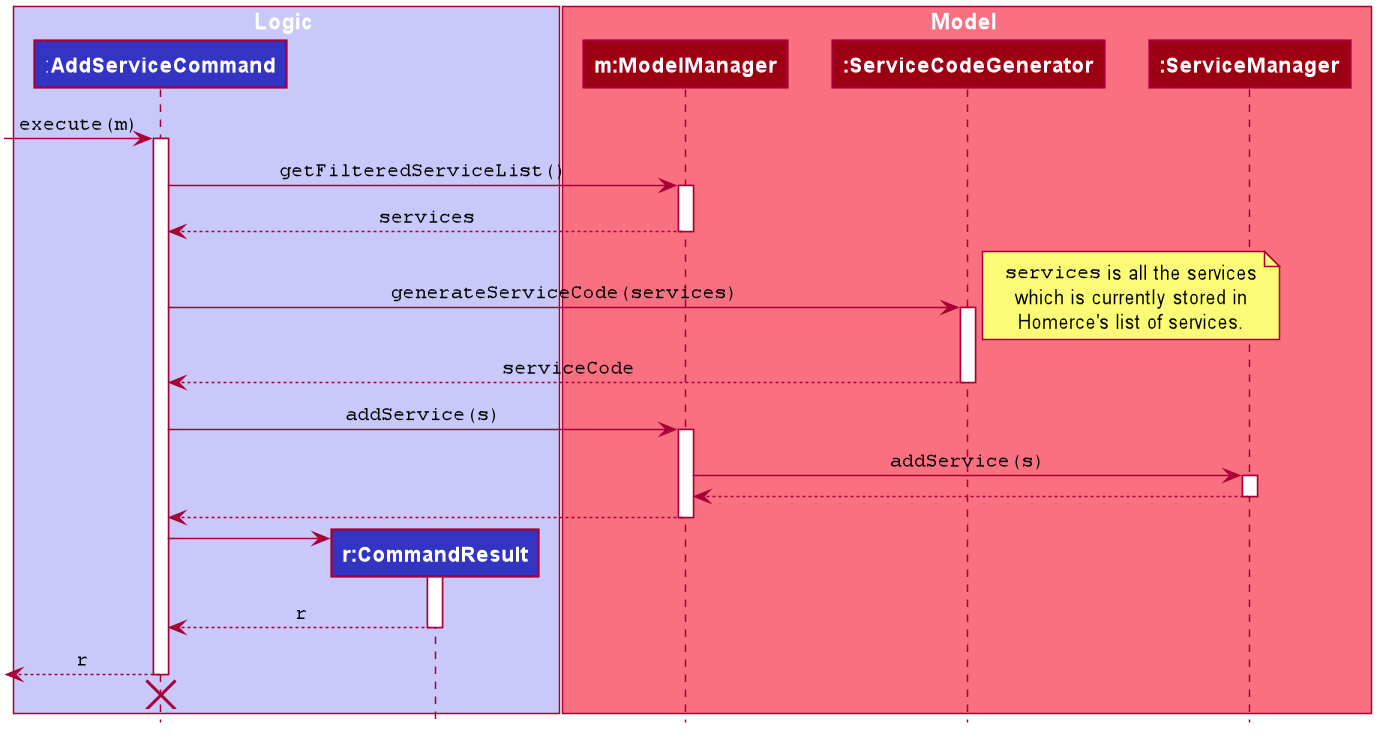 Logic
Model
:AddServiceCommand
m:ModelManager
:ServiceCodeGenerator
:ServiceManager
execute(m)
getFilteredServiceList()
services
services is all the services
which is currently stored in
Homerce's list of services.
generateServiceCode(services)
serviceCode
addService(s)
addService(s)
r:CommandResult
r
r